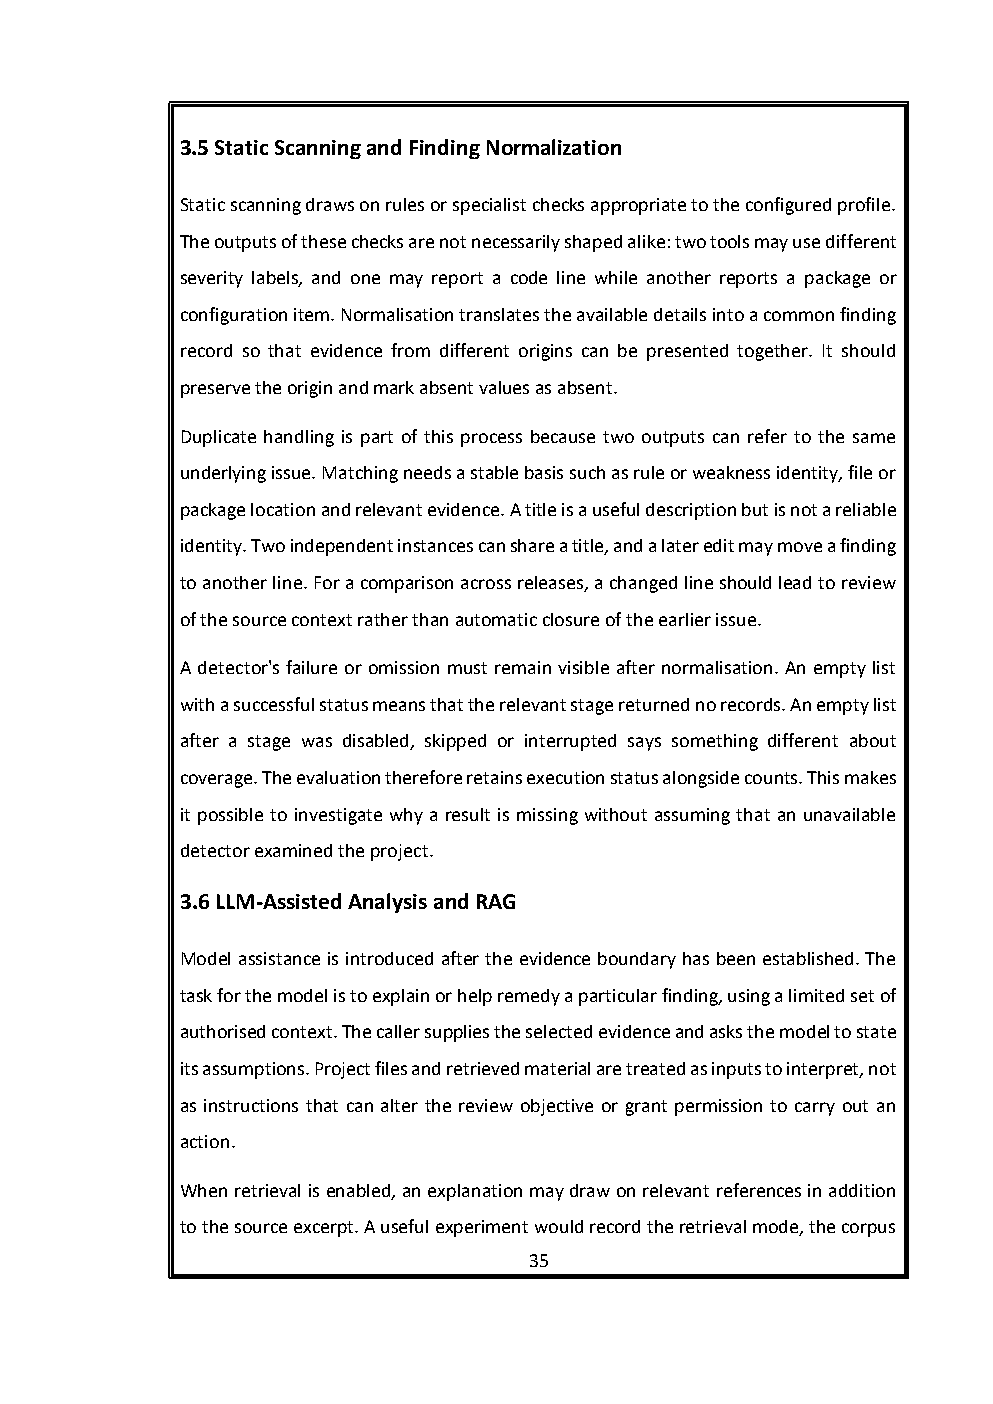 3.5 Static Scanning and Finding Normalization
Static scanning draws on rules or specialist checks appropriate to the configured profile.
The outputs of these checks are not necessarily shaped alike: two tools may use different
severity labels, and one may report a code line while another reports a package or
configuration item. Normalisation translates the available details into a common finding
record so that evidence from different origins can be presented together. It should
preserve the origin and mark absent values as absent.
Duplicate handling is part of this process because two outputs can refer to the same
underlying issue. Matching needs a stable basis such as rule or weakness identity, file or
package location and relevant evidence. A title is a useful description but is not a reliable
identity. Two independent instances can share a title, and a later edit may move a finding
to another line. For a comparison across releases, a changed line should lead to review
of the source context rather than automatic closure of the earlier issue.
A detector's failure or omission must remain visible after normalisation. An empty list
with a successful status means that the relevant stage returned no records. An empty list
after a stage was disabled, skipped or interrupted says something different about
coverage. The evaluation therefore retains execution status alongside counts. This makes
it possible to investigate why a result is missing without assuming that an unavailable
detector examined the project.
3.6 LLM-Assisted Analysis and RAG
Model assistance is introduced after the evidence boundary has been established. The
task for the model is to explain or help remedy a particular finding, using a limited set of
authorised context. The caller supplies the selected evidence and asks the model to state
its assumptions. Project files and retrieved material are treated as inputs to interpret, not
as instructions that can alter the review objective or grant permission to carry out an
action.
When retrieval is enabled, an explanation may draw on relevant references in addition
to the source excerpt. A useful experiment would record the retrieval mode, the corpus
35